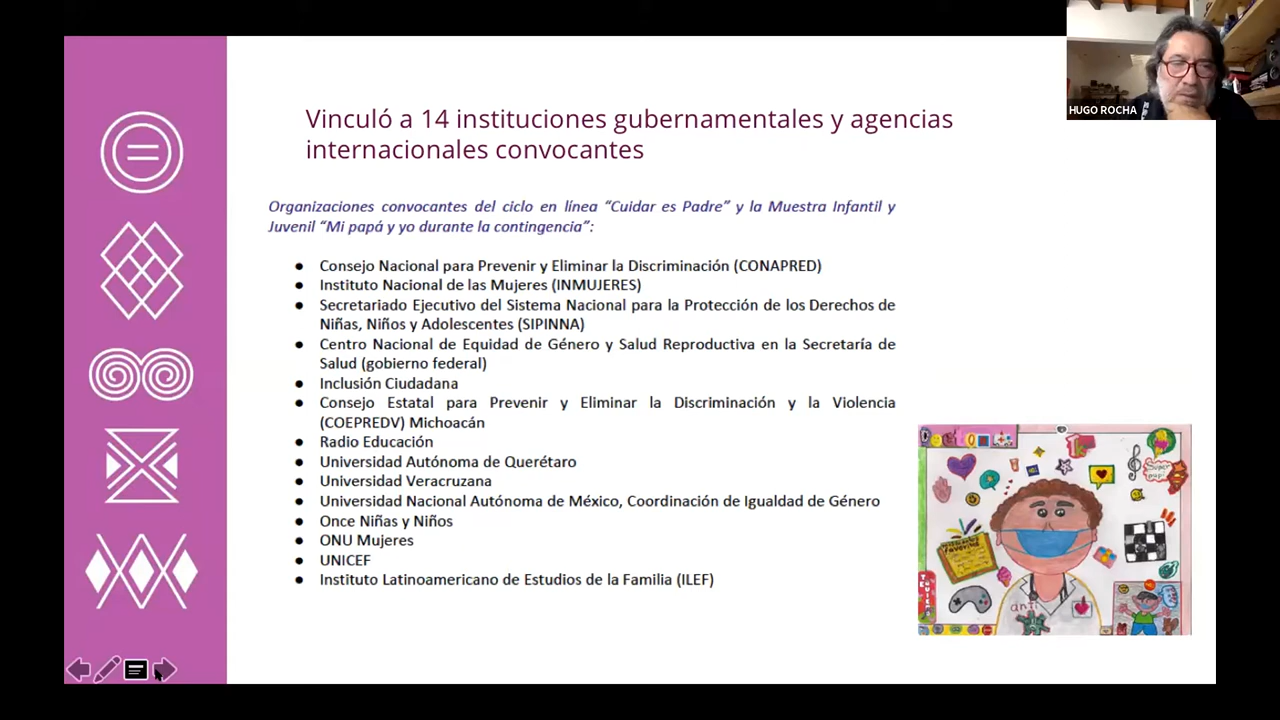 HUGO ROCHA
Vinculó a 14 instituciones gubernamentales y agencias
internacionales convocantes
Organizaciones convocantes del ciclo en línea “Cuidar es Padre” y la Muestra Infantil y
Juvenil “Mi papá y yo durante la contingencia”:
● Consejo Nacional para Prevenir y Eliminar la Discriminación (CONAPRED)
● Instituto Nacional de las Mujeres (INMUJERES)
● Secretariado Ejecutivo del Sistema Nacional para la Protección de los Derechos de
Niñas, Niños y Adolescentes (SIPINNA)
● Centro Nacional de Equidad de Género y Salud Reproductiva en la Secretaría de
Salud (gobierno federal)
● Inclusión Ciudadana
● Consejo Estatal para Prevenir y Eliminar la Discriminación y la Violencia
(COEPREDV) Michoacán
● Radio Educación
● Universidad Autónoma de Querétaro
● Universidad Veracruzana
● Universidad Nacional Autónoma de México, Coordinación de Igualdad de Género
● Once Niñas y Niños
● ONU Mujeres
● UNICEF
● Instituto Latinoamericano de Estudios de la Familia (ILEF)
anti